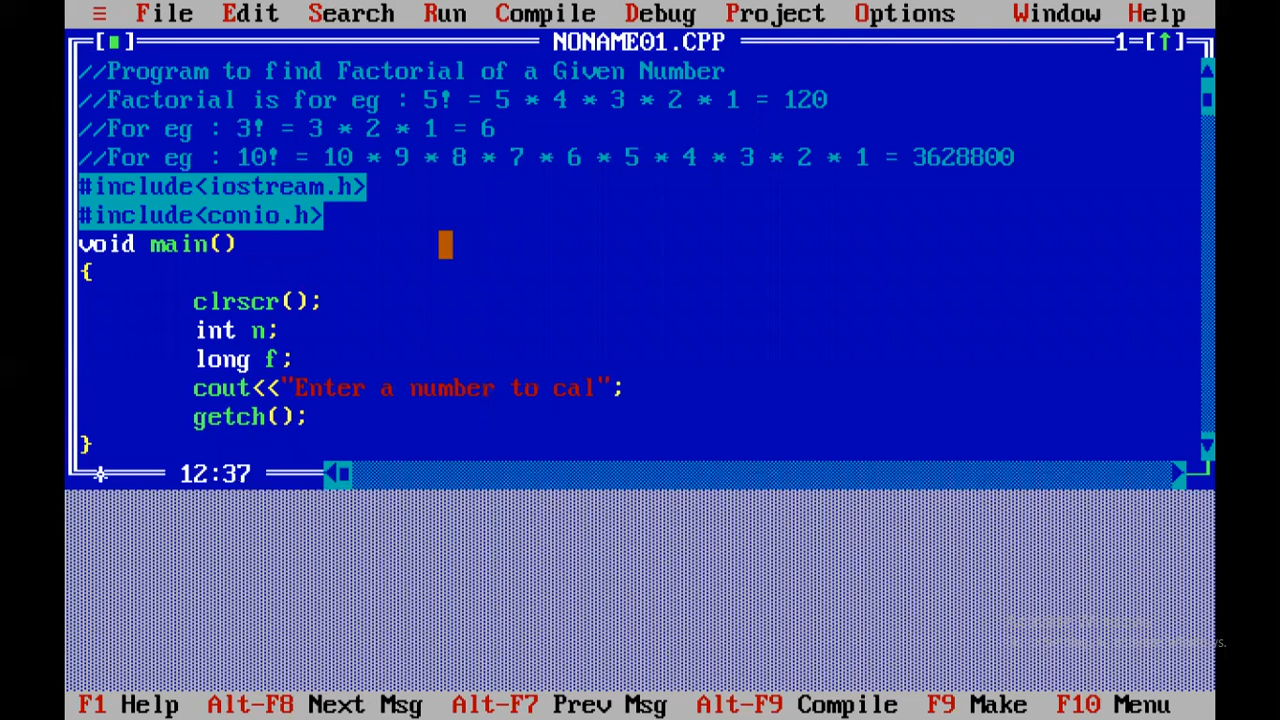 ≡ File Edit Search Run Compile Debug Project Options Window Help
[■] NONAME01.CPP 1=[↑]
//Program to find Factorial of a Given Number
//Factorial is for eg : 5! = 5 * 4 * 3 * 2 * 1 = 120
//For eg : 3! = 3 * 2 * 1 = 6
//For eg : 10! = 10 * 9 * 8 * 7 * 6 * 5 * 4 * 3 * 2 * 1 = 3628800
#include<iostream.h>
#include<conio.h>
void main()
{
clrscr();
int n;
long f;
cout<<"Enter a number to cal";
getch();
}
12:37
F1 Help Alt-F8 Next Msg Alt-F7 Prev Msg Alt-F9 Compile F9 Make F10 Menu